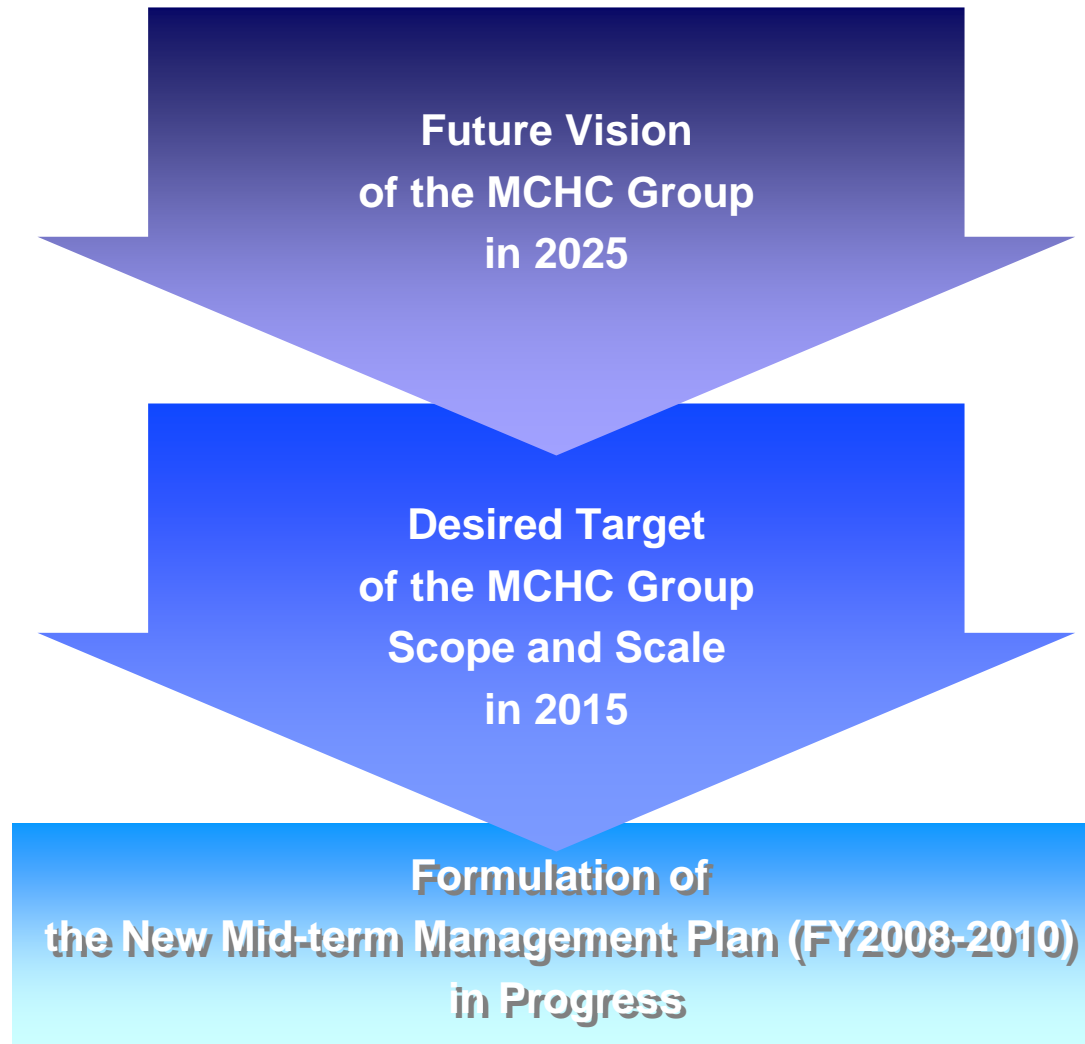 Future Vision
of the MCHC Group
in 2025
Desired Target
of the MCHC Group
Scope and Scale
in 2015
Formulation of
the New Mid-term Management Plan (FY2008-2010)
in Progress